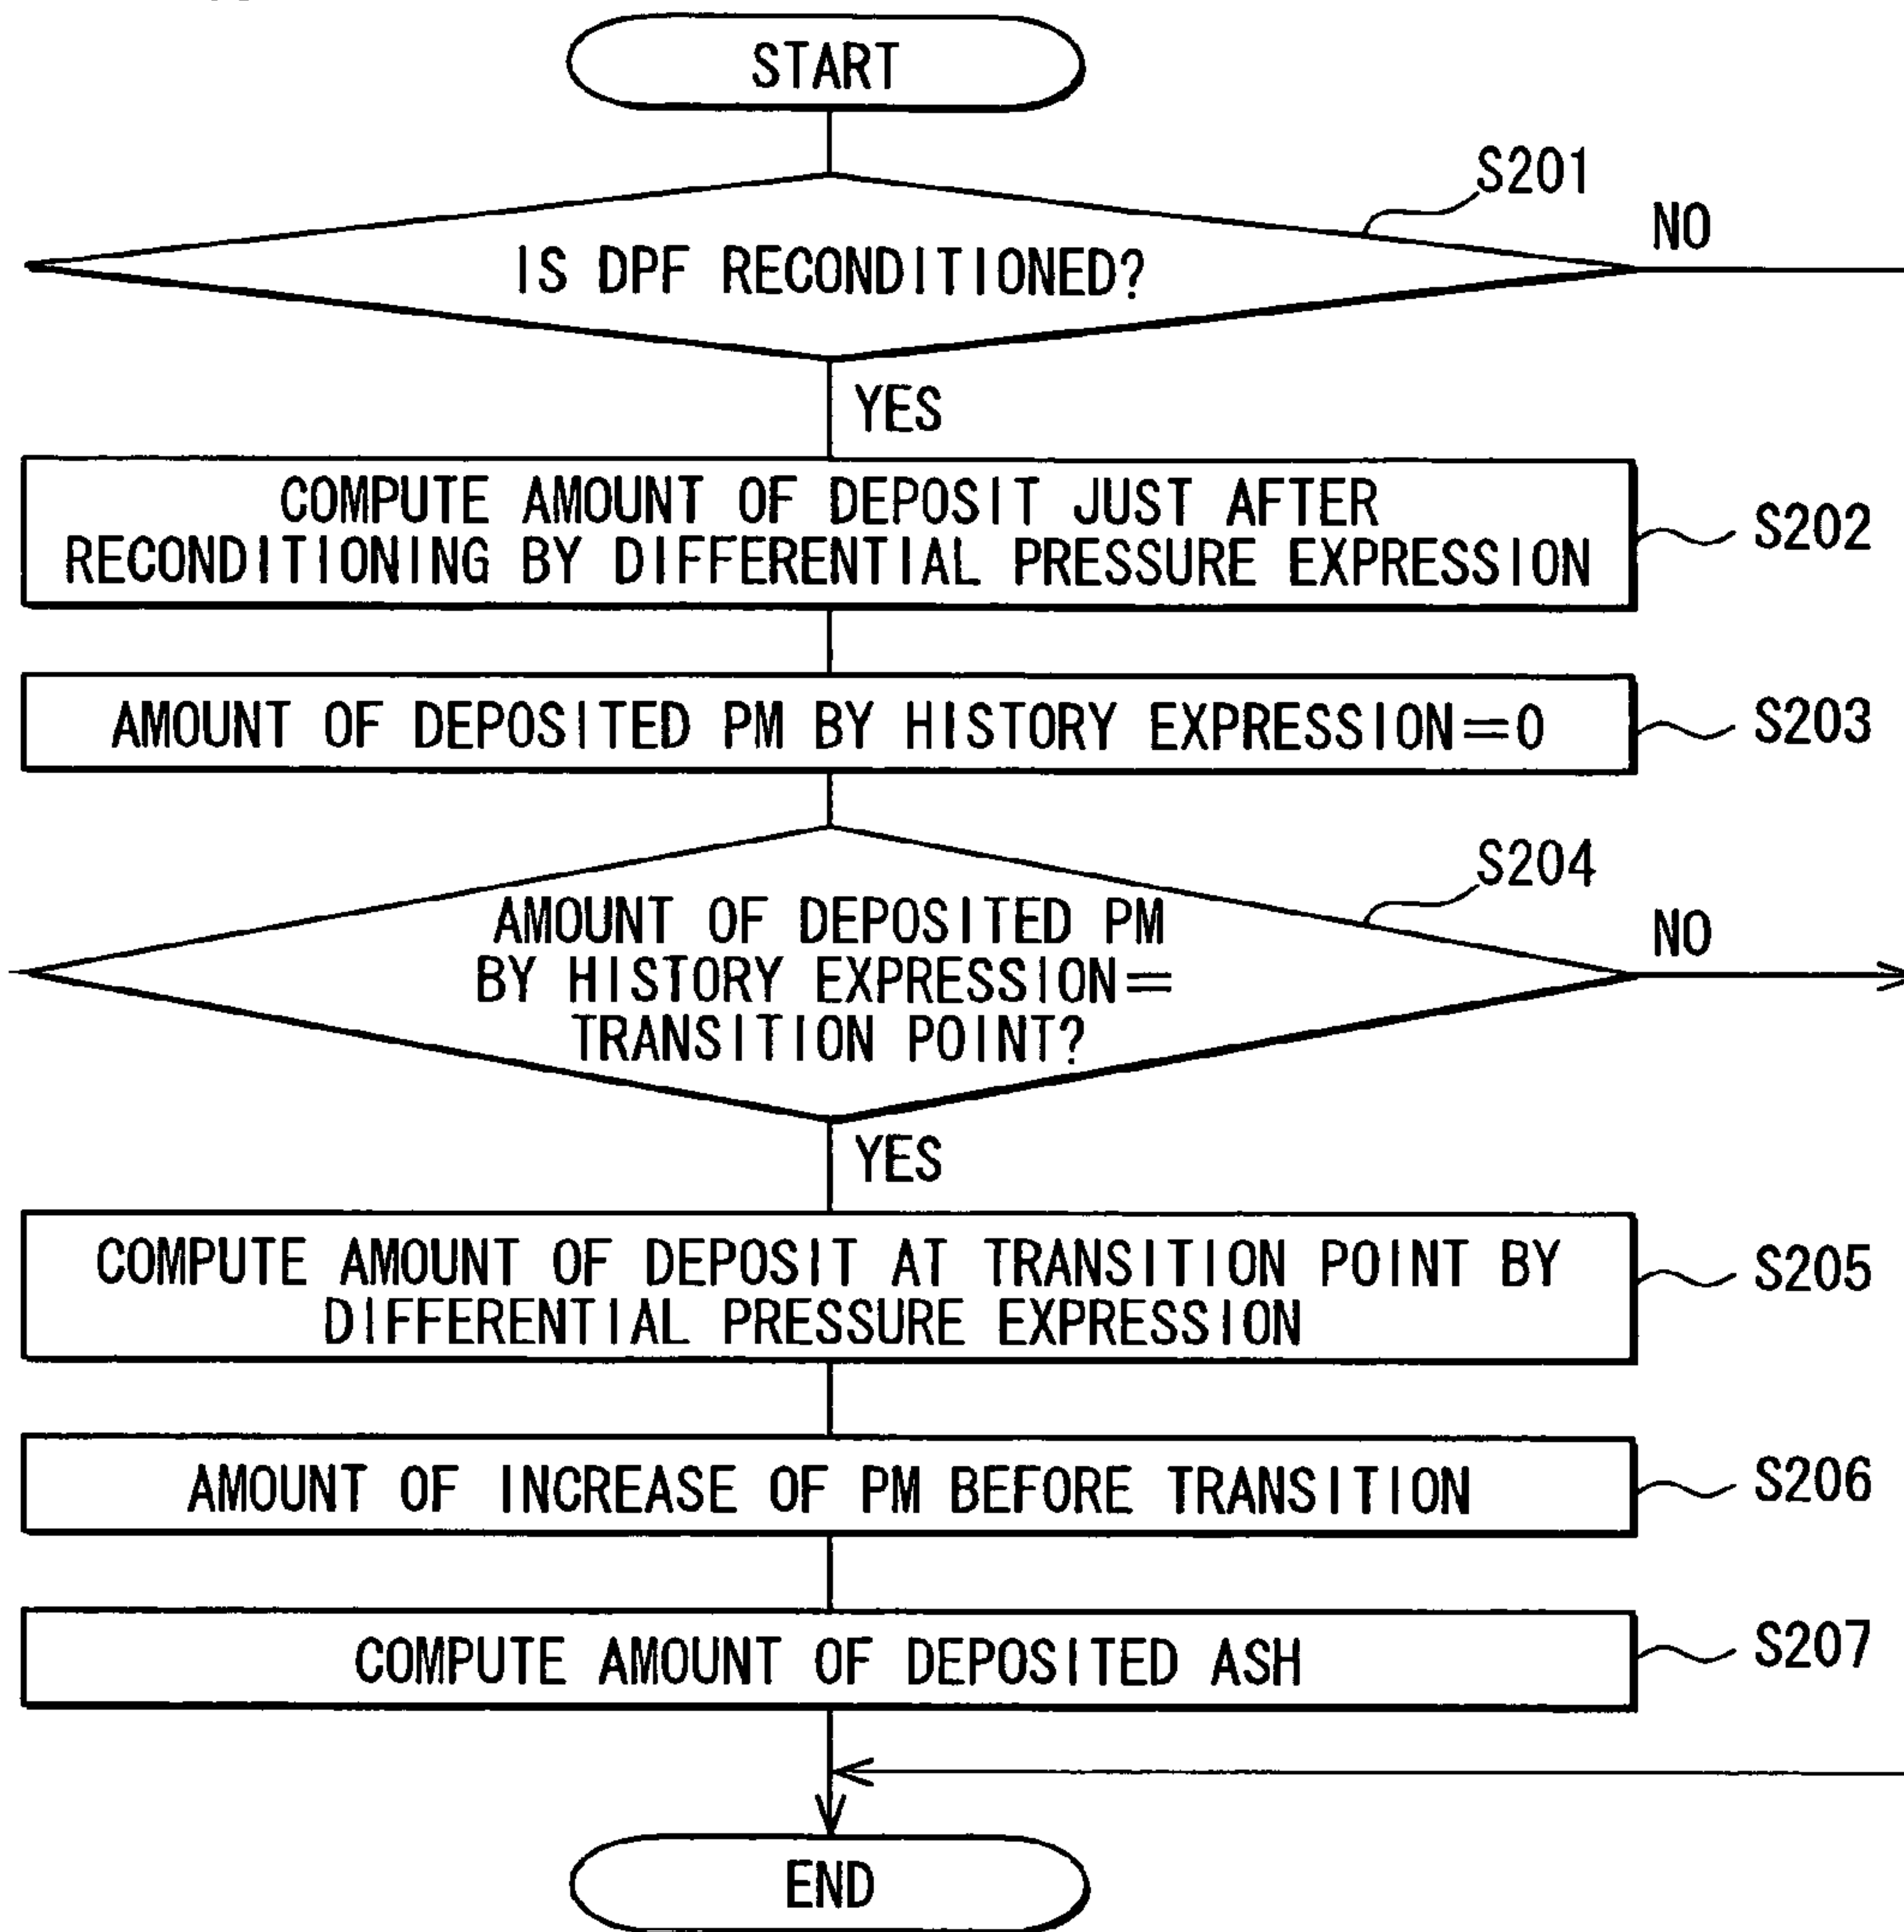 START
S201
NO
IS DPF RECONDITIONED?
YES
COMPUTE AMOUNT OF DEPOSIT JUST AFTER
RECONDITIONING BY DIFFERENTIAL PRESSURE EXPRESSION
S202
AMOUNT OF DEPOSITED PM BY HISTORY EXPRESSION=0
S203
S204
NO
AMOUNT OF DEPOSITED PM
BY HISTORY EXPRESSION=
TRANSITION POINT?
YES
COMPUTE AMOUNT OF DEPOSIT AT TRANSITION POINT BY
DIFFERENTIAL PRESSURE EXPRESSION
S205
AMOUNT OF INCREASE OF PM BEFORE TRANSITION
S206
COMPUTE AMOUNT OF DEPOSITED ASH
S207
END